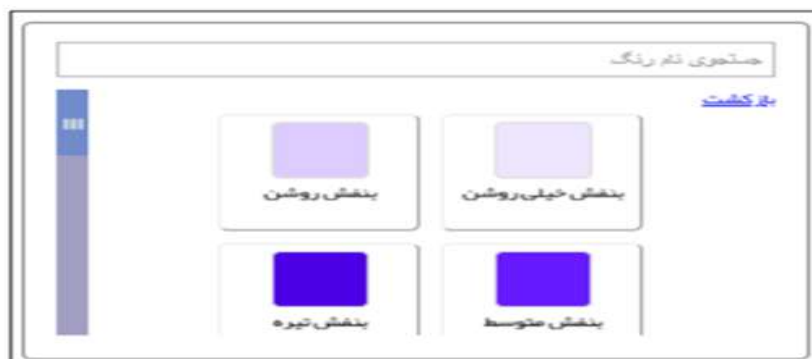 جستجوی نام رنگ
بازگشت
بنفش خیلی روشن
بنفش روشن
بنفش متوسط
بنفش تیره